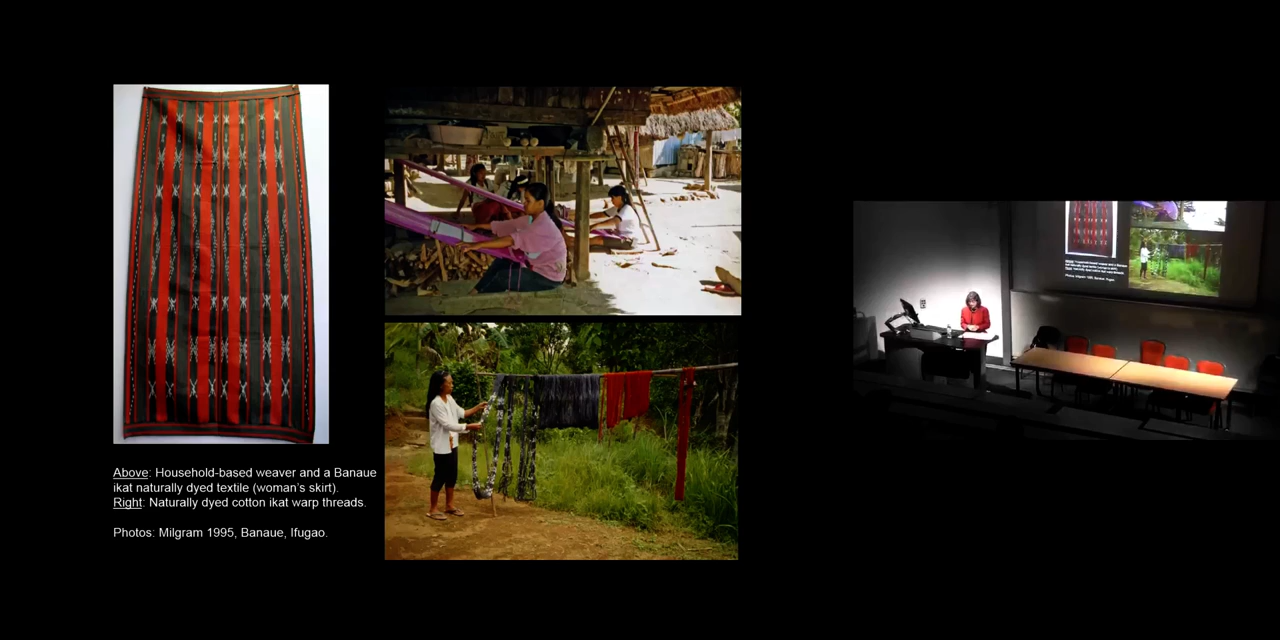 Above: Household-based weaver and a Banaue
ikat naturally dyed textile (woman's skirt).
Right: Naturally dyed cotton ikat warp threads.
Photos: Milgram 1995, Banaue, Ifugao.